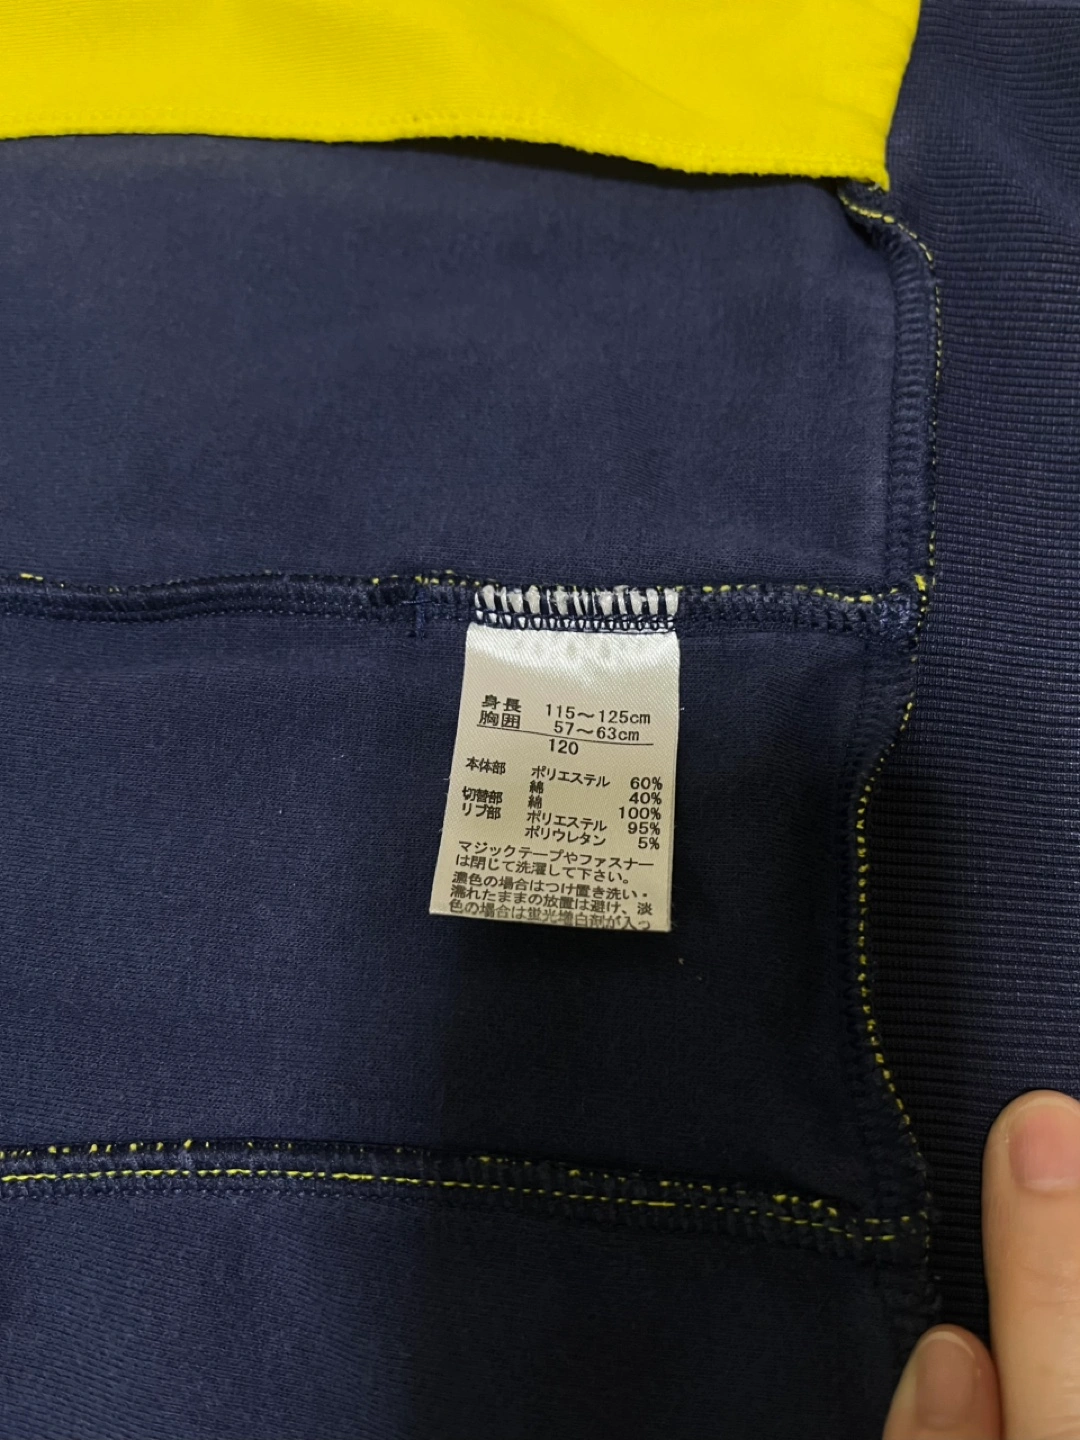 身長 115～125cm
胸囲 57～63cm
120
本体部 ポリエステル 60%
綿 40%
切替部 綿 100%
リブ部 ポリエステル 95%
ポリウレタン 5%
マジックテープやファスナー
は閉じて洗濯して下さい。
濃色の場合はつけ置き洗い・
濡れたままの放置は避け、淡
色の場合は蛍光増白剤が入っ